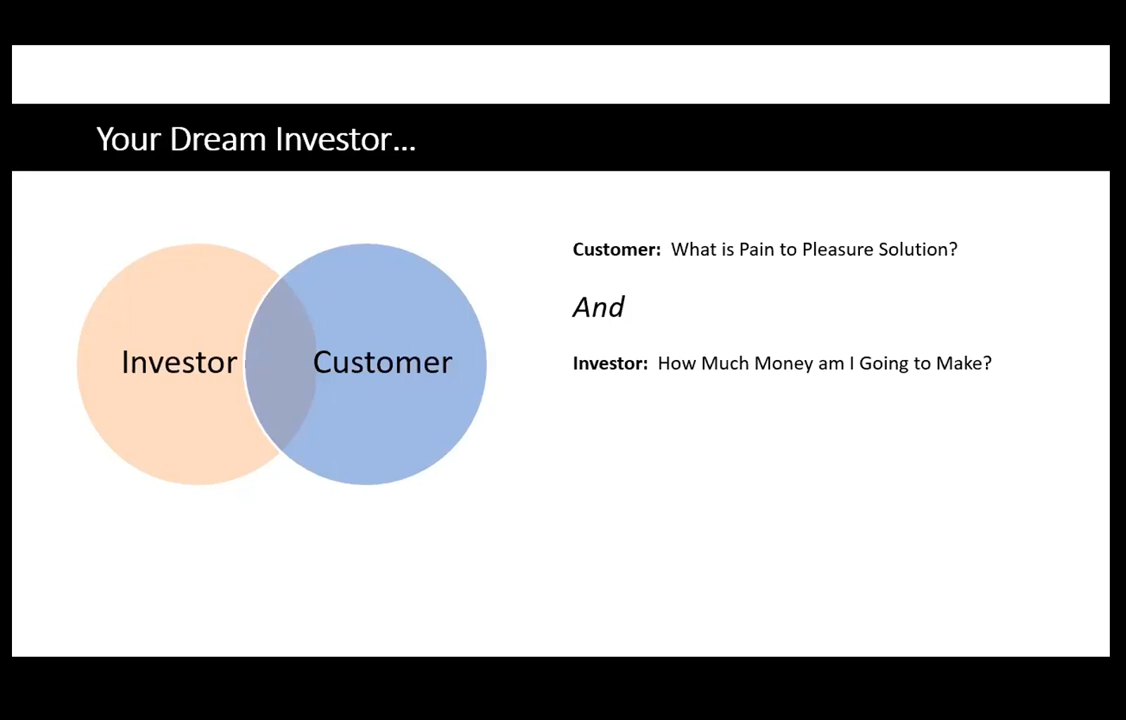 Your Dream Investor...
Investor
Customer
Customer: What is Pain to Pleasure Solution?
And
Investor: How Much Money am I Going to Make?